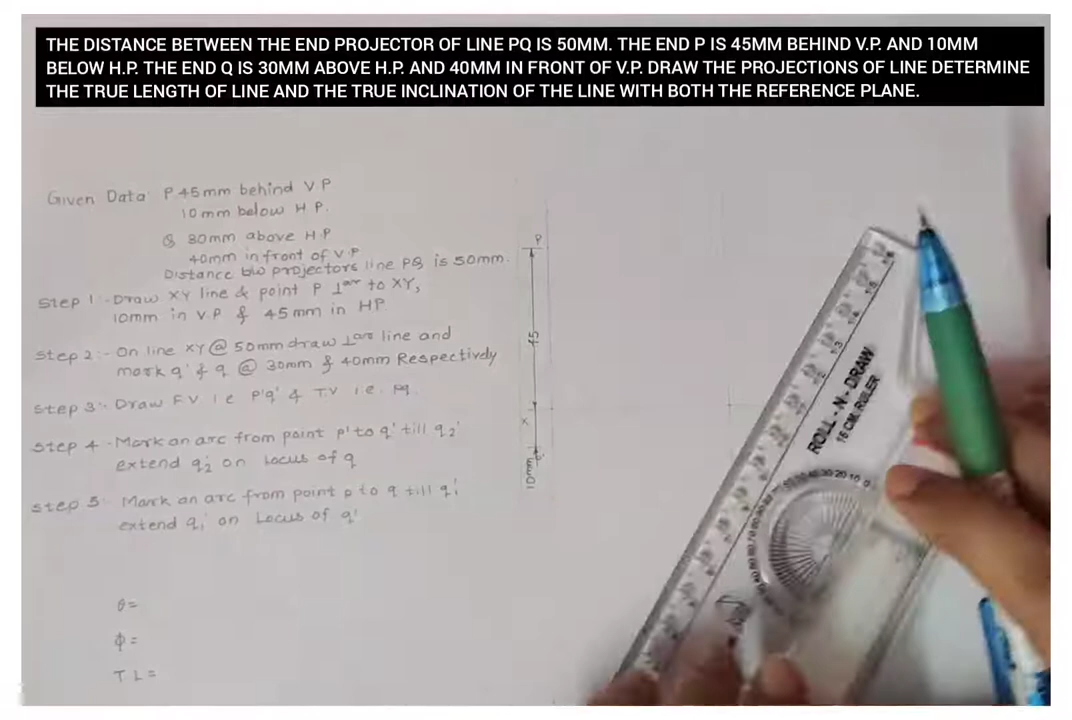 THE DISTANCE BETWEEN THE END PROJECTOR OF LINE PQ IS 50MM. THE END P IS 45MM BEHIND V.P. AND 10MM
BELOW H.P. THE END Q IS 30MM ABOVE H.P. AND 40MM IN FRONT OF V.P. DRAW THE PROJECTIONS OF LINE DETERMINE
THE TRUE LENGTH OF LINE AND THE TRUE INCLINATION OF THE LINE WITH BOTH THE REFERENCE PLANE.
Given Data: P 45mm behind V P
10 mm below H P.
Q 30mm above H.P
40mm in front of V.P
Distance b/w projectors line PQ is 50mm.
Step 1:- Draw XY line & point P ⊥ar to XY,
10mm in V.P & 45mm in HP
Step 2:- On line XY @ 50mm draw ⊥ar line and
mark q' & q @ 30mm & 40mm Respectively
Step 3:- Draw F.V i.e p'q' & T.V i.e. pq
Step 4 - Mark an arc from point p' to q' till q2'
extend q2' on locus of q
Step 5: Mark an arc from point p to q till q1'
extend q1' on Locus of q'
θ =
Φ =
T L =
P
45
X
P'
10mm
ROLL - N - DRAW
15 CM. RULER